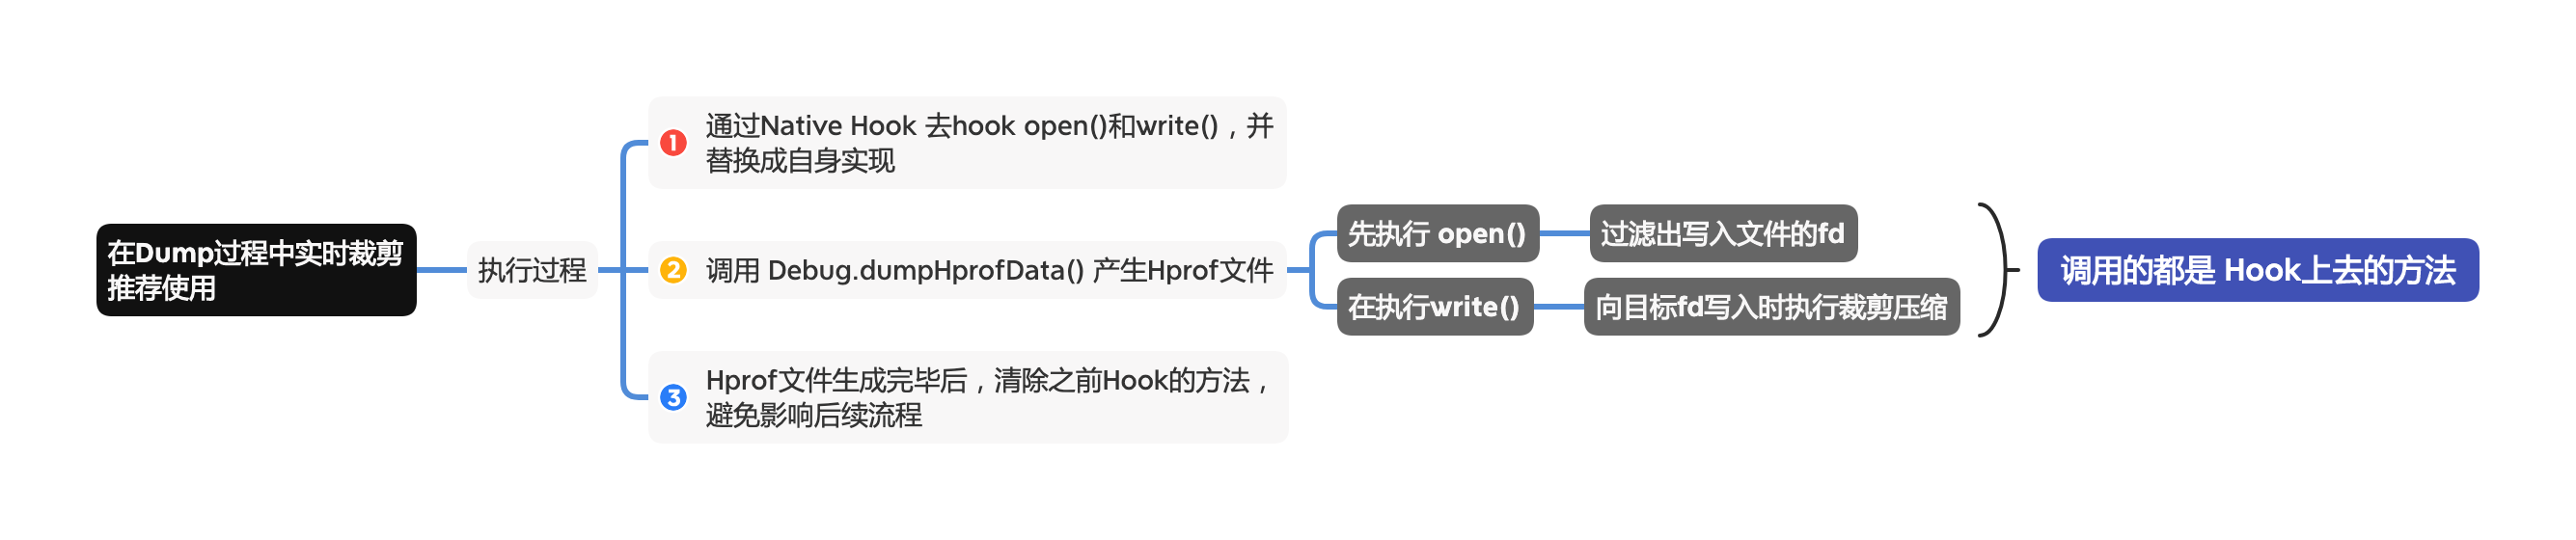 在Dump过程中实时裁剪
推荐使用
执行过程
1
通过Native Hook 去hook open()和write()，并
替换成自身实现
2
调用 Debug.dumpHprofData() 产生Hprof文件
先执行 open()
过滤出写入文件的fd
在执行write()
向目标fd写入时执行裁剪压缩
调用的都是 Hook上去的方法
3
Hprof文件生成完毕后，清除之前Hook的方法，
避免影响后续流程